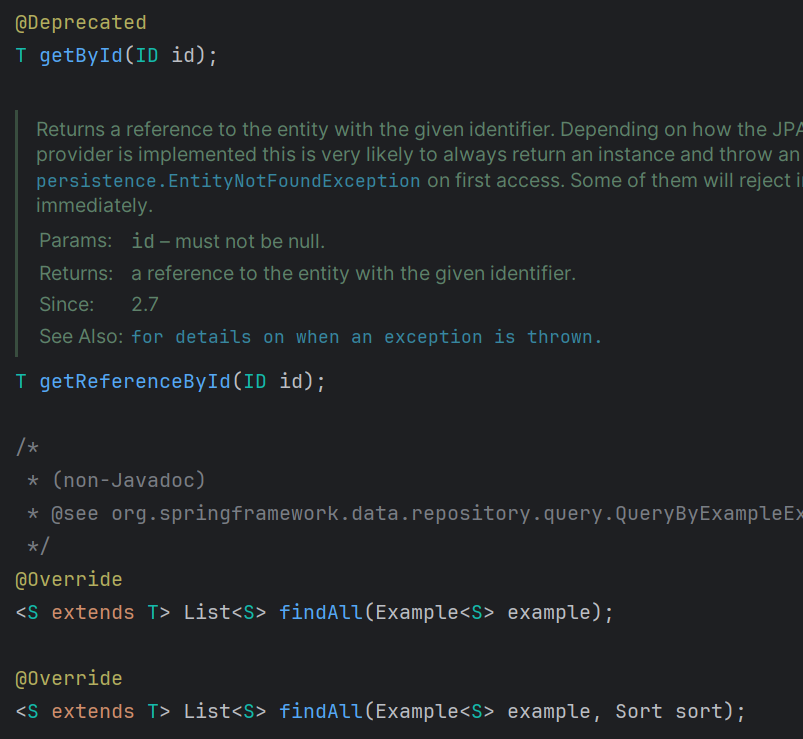 @Deprecated
T getById(ID id);
Returns a reference to the entity with the given identifier. Depending on how the JPA
provider is implemented this is very likely to always return an instance and throw an
persistence.EntityNotFoundException on first access. Some of them will reject
immediately.
Params: id – must not be null.
Returns: a reference to the entity with the given identifier.
Since: 2.7
See Also: for details on when an exception is thrown.
T getReferenceById(ID id);
/*
* (non-Javadoc)
* @see org.springframework.data.repository.query.QueryByExampleEx
*/
@Override
<S extends T> List<S> findAll(Example<S> example);
@Override
<S extends T> List<S> findAll(Example<S> example, Sort sort);